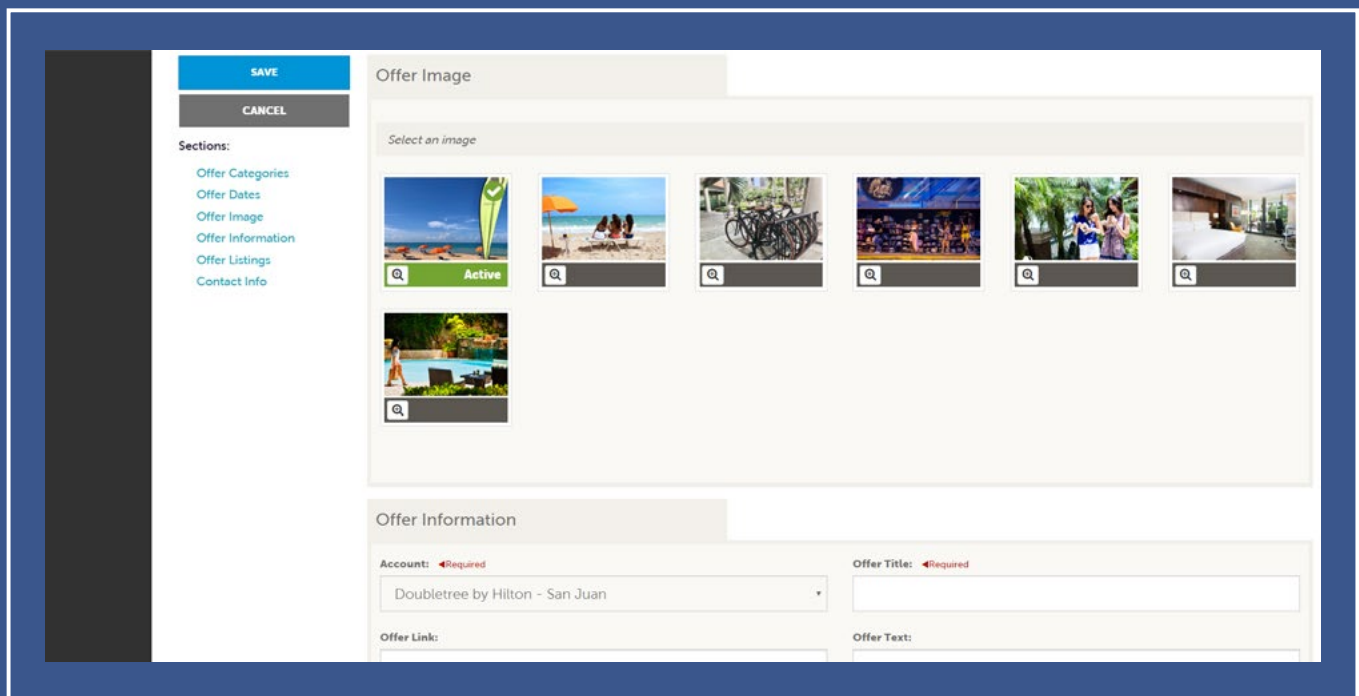 SAVE
CANCEL
Sections:
Offer Categories
Offer Dates
Offer Image
Offer Information
Offer Listings
Contact Info
Offer Image
Select an image
Active
Offer Information
Account: ◀Required
Doubletree by Hilton - San Juan
Offer Title: ◀Required
Offer Link:
Offer Text: